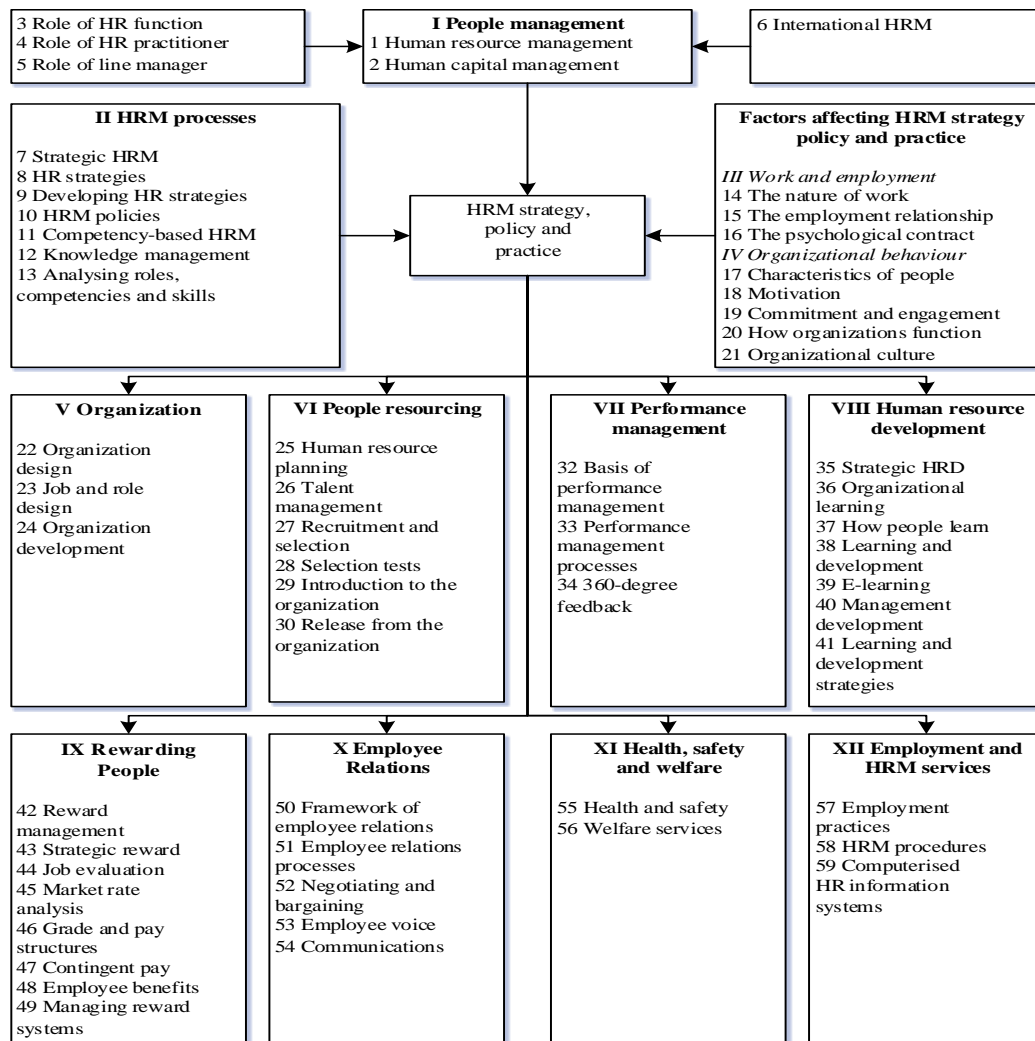 3 Role of HR function
4 Role of HR practitioner
5 Role of line manager
I People management
1 Human resource management
2 Human capital management
6 International HRM
II HRM processes
7 Strategic HRM
8 HR strategies
9 Developing HR strategies
10 HRM policies
11 Competency-based HRM
12 Knowledge management
13 Analysing roles,
competencies and skills
HRM strategy,
policy and
practice
Factors affecting HRM strategy
policy and practice
III Work and employment
14 The nature of work
15 The employment relationship
16 The psychological contract
IV Organizational behaviour
17 Characteristics of people
18 Motivation
19 Commitment and engagement
20 How organizations function
21 Organizational culture
V Organization
22 Organization
design
23 Job and role
design
24 Organization
development
VI People resourcing
25 Human resource
planning
26 Talent
management
27 Recruitment and
selection
28 Selection tests
29 Introduction to the
organization
30 Release from the
organization
VII Performance
management
32 Basis of
performance
management
33 Performance
management
processes
34 360-degree
feedback
VIII Human resource
development
35 Strategic HRD
36 Organizational
learning
37 How people learn
38 Learning and
development
39 E-learning
40 Management
development
41 Learning and
development
strategies
IX Rewarding
People
42 Reward
management
43 Strategic reward
44 Job evaluation
45 Market rate
analysis
46 Grade and pay
structures
47 Contingent pay
48 Employee benefits
49 Managing reward
systems
X Employee
Relations
50 Framework of
employee relations
51 Employee relations
processes
52 Negotiating and
bargaining
53 Employee voice
54 Communications
XI Health, safety
and welfare
55 Health and safety
56 Welfare services
XII Employment and
HRM services
57 Employment
practices
58 HRM procedures
59 Computerised
HR information
systems